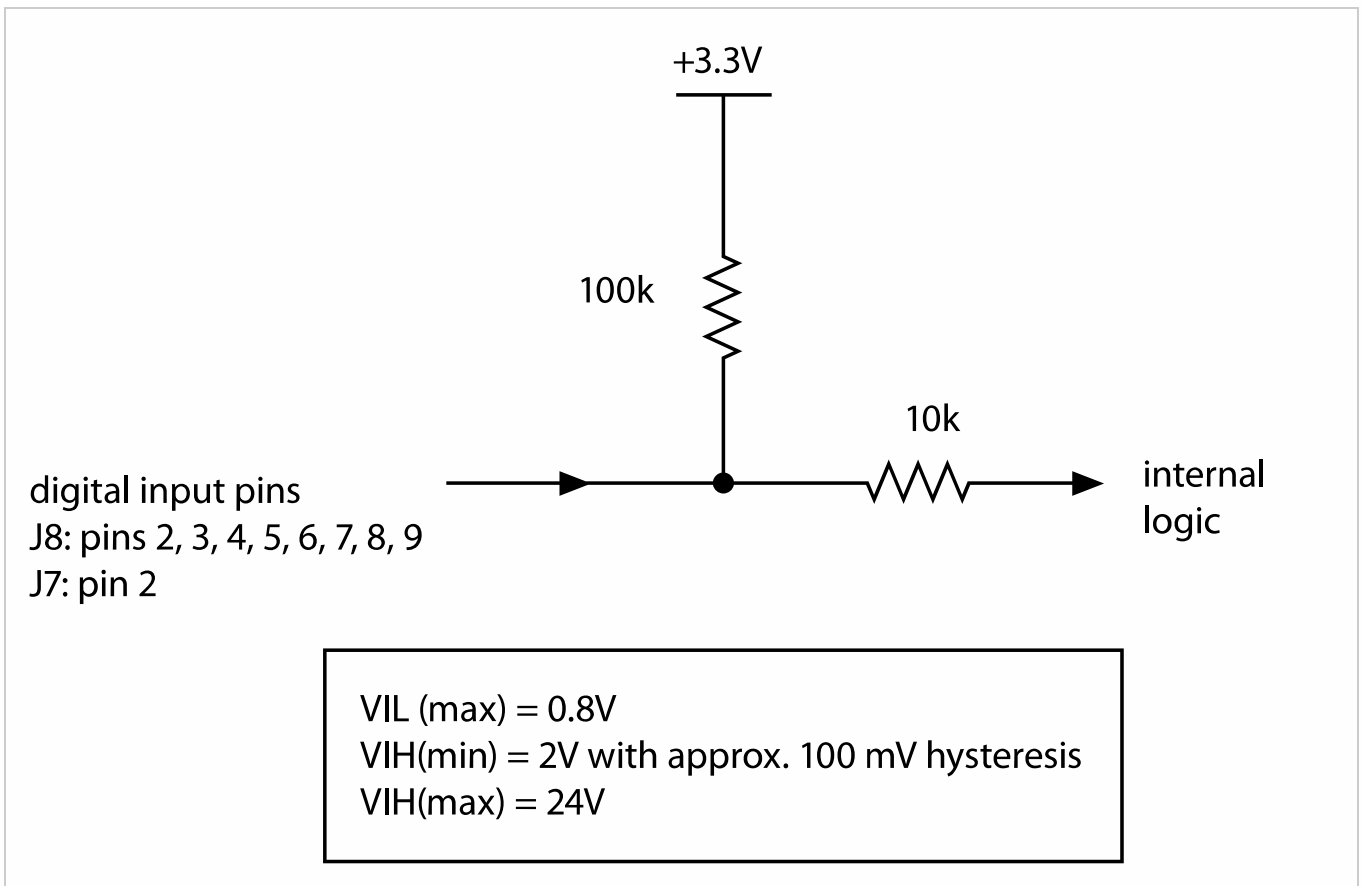 +3.3V
100k
10k
digital input pins
J8: pins 2, 3, 4, 5, 6, 7, 8, 9
J7: pin 2
internal
logic
VIL (max) = 0.8V
VIH(min) = 2V with approx. 100 mV hysteresis
VIH(max) = 24V